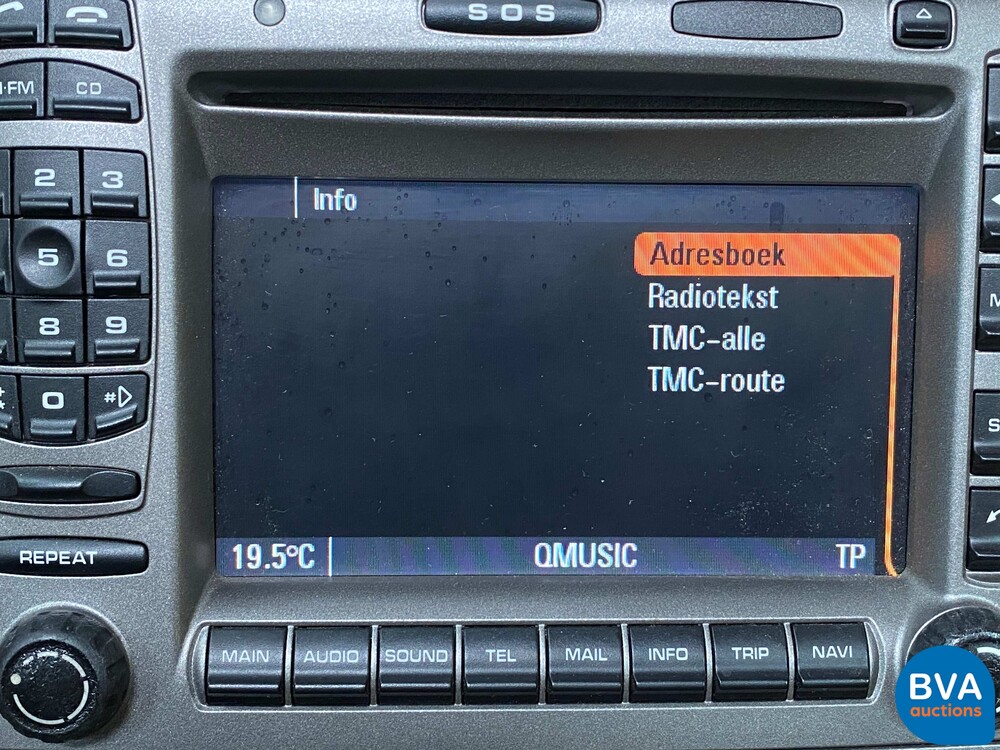 SOS
FM
CD
2
3
5
6
8
9
0
#
REPEAT
Info
Adresboek
Radiotekst
TMC-alle
TMC-route
19.5°C
QMUSIC
TP
MAIN
AUDIO
SOUND
TEL
MAIL
INFO
TRIP
NAVI
BVA
auctions